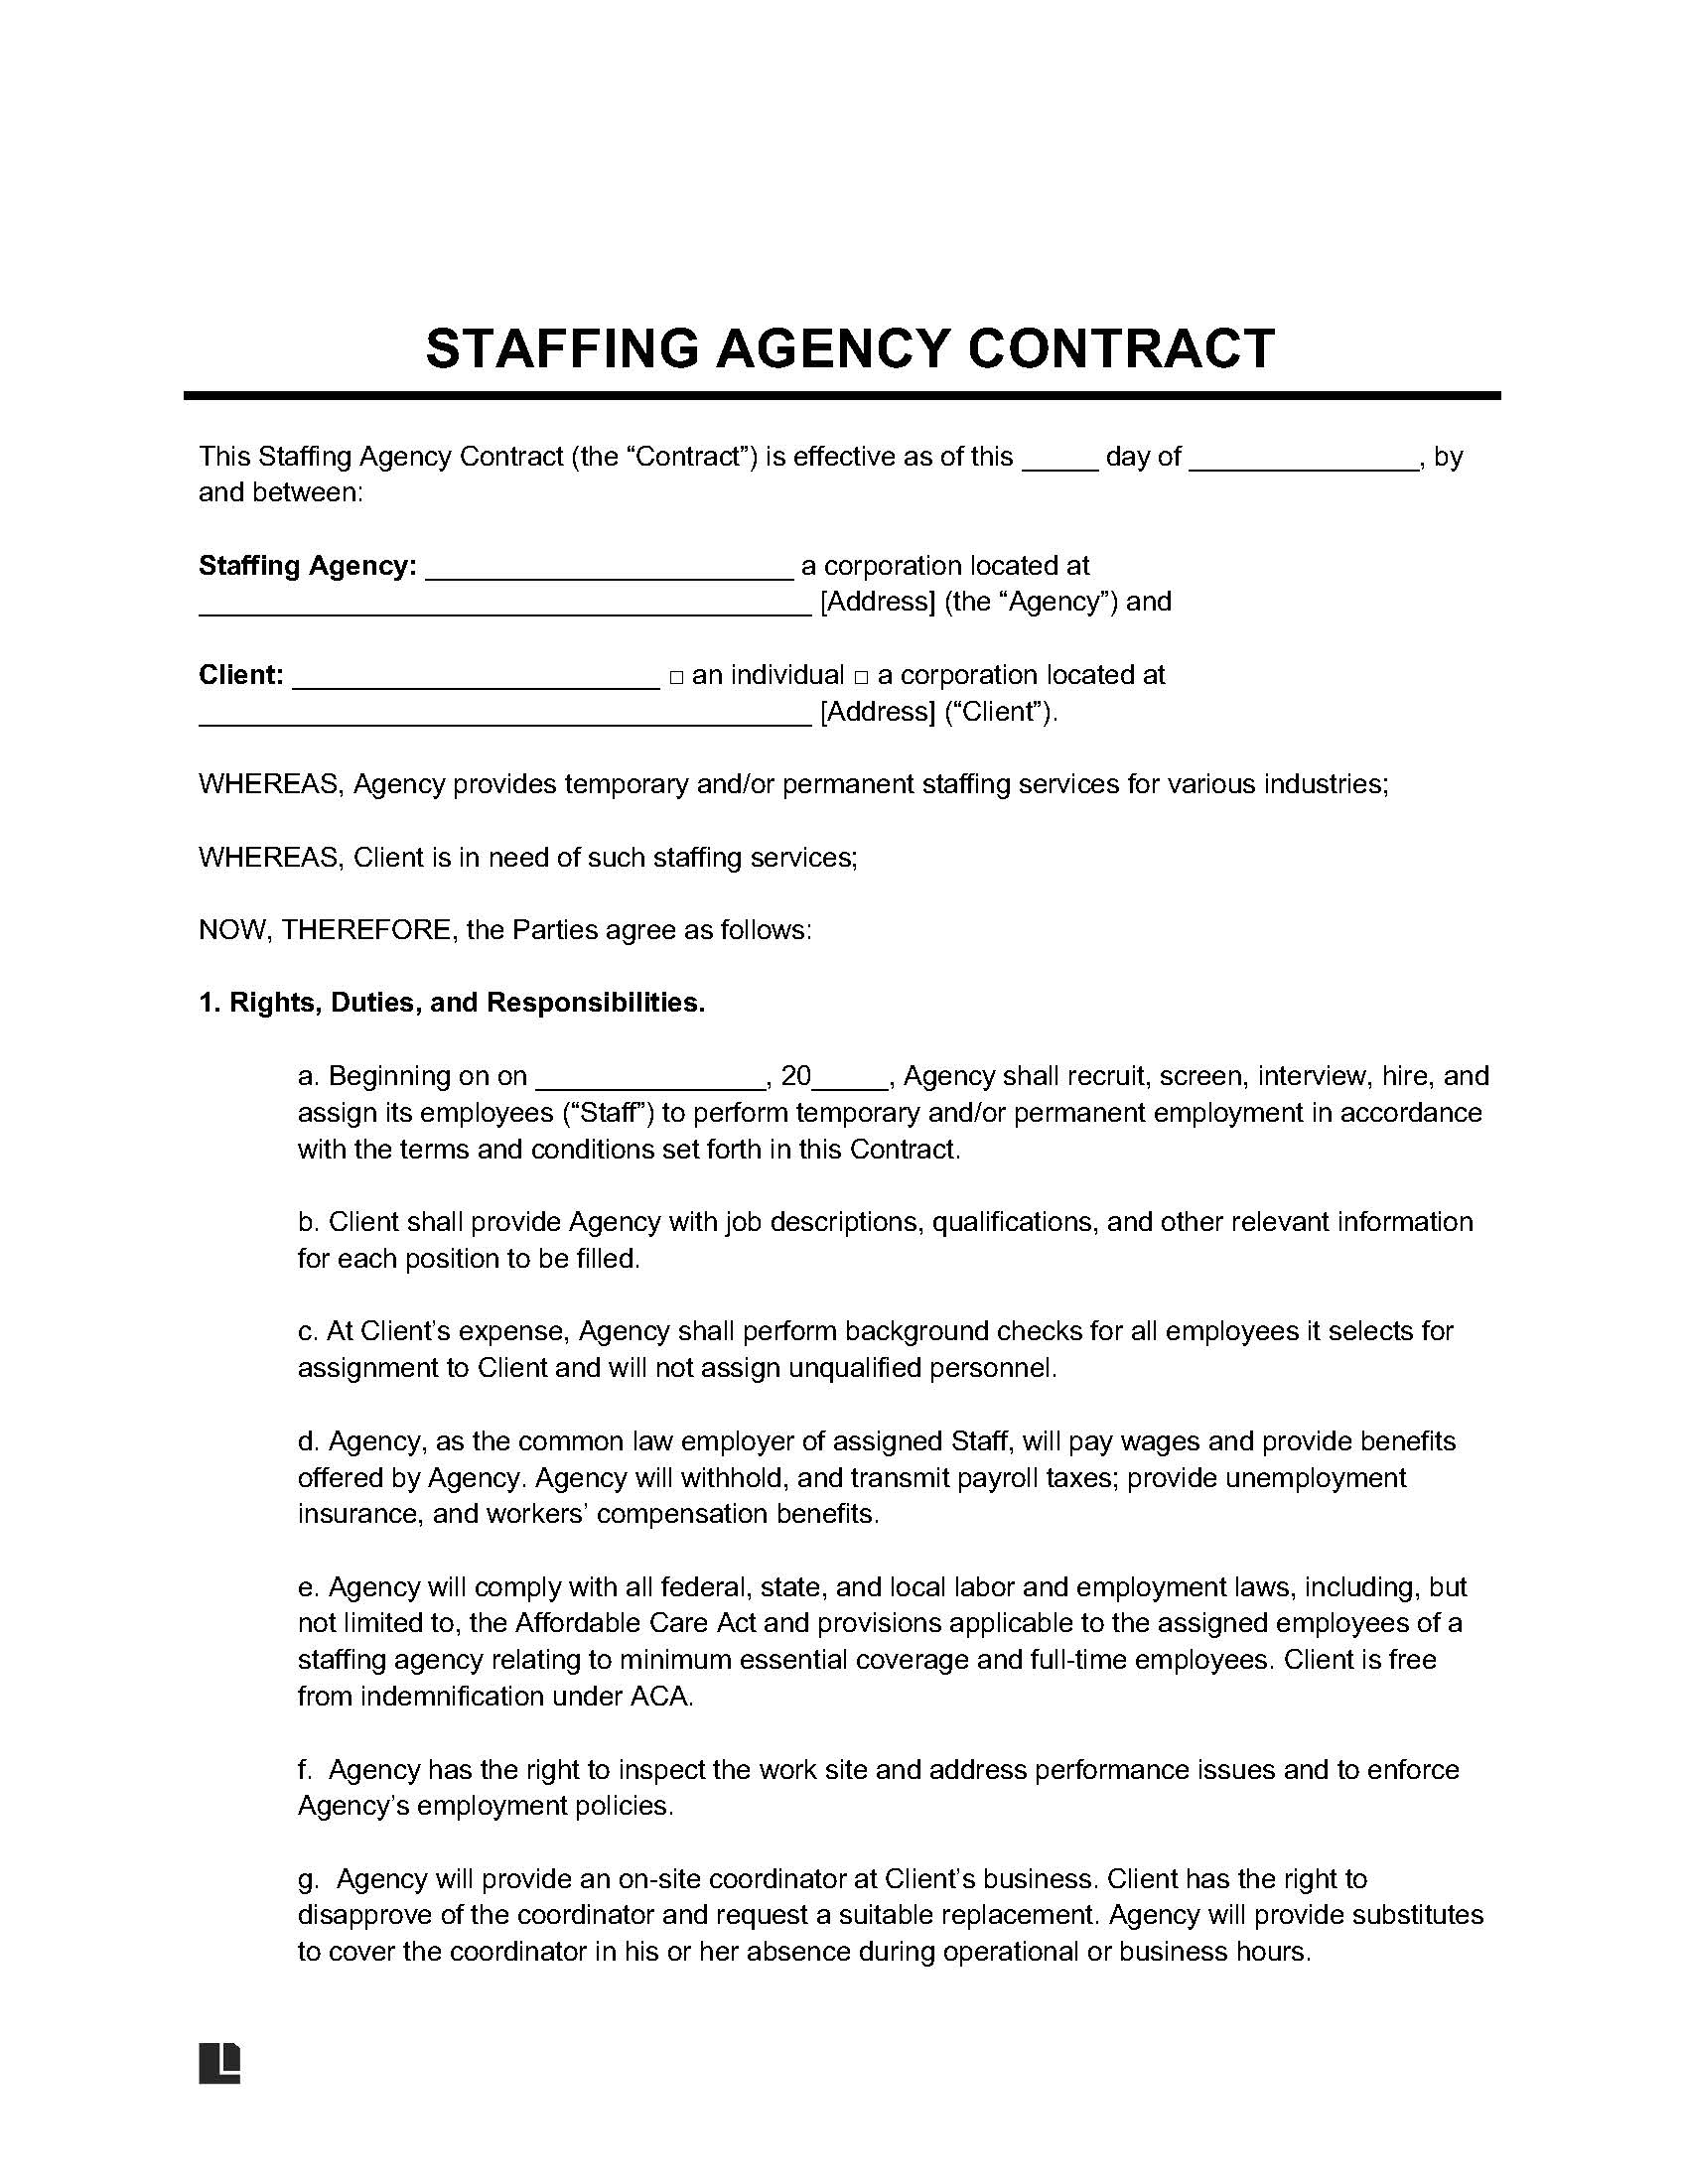 STAFFING AGENCY CONTRACT
This Staffing Agency Contract (the “Contract”) is effective as of this _____ day of _______________, by
and between:
Staffing Agency: ________________________ a corporation located at
________________________________________ [Address] (the “Agency”) and
Client: ________________________ □ an individual □ a corporation located at
________________________________________ [Address] (“Client”).
WHEREAS, Agency provides temporary and/or permanent staffing services for various industries;
WHEREAS, Client is in need of such staffing services;
NOW, THEREFORE, the Parties agree as follows:
1. Rights, Duties, and Responsibilities.
a. Beginning on on _______________, 20_____, Agency shall recruit, screen, interview, hire, and
assign its employees (“Staff”) to perform temporary and/or permanent employment in accordance
with the terms and conditions set forth in this Contract.
b. Client shall provide Agency with job descriptions, qualifications, and other relevant information
for each position to be filled.
c. At Client’s expense, Agency shall perform background checks for all employees it selects for
assignment to Client and will not assign unqualified personnel.
d. Agency, as the common law employer of assigned Staff, will pay wages and provide benefits
offered by Agency. Agency will withhold, and transmit payroll taxes; provide unemployment
insurance, and workers’ compensation benefits.
e. Agency will comply with all federal, state, and local labor and employment laws, including, but
not limited to, the Affordable Care Act and provisions applicable to the assigned employees of a
staffing agency relating to minimum essential coverage and full-time employees. Client is free
from indemnification under ACA.
f.  Agency has the right to inspect the work site and address performance issues and to enforce
Agency’s employment policies.
g.  Agency will provide an on-site coordinator at Client’s business. Client has the right to
disapprove of the coordinator and request a suitable replacement. Agency will provide substitutes
to cover the coordinator in his or her absence during operational or business hours.